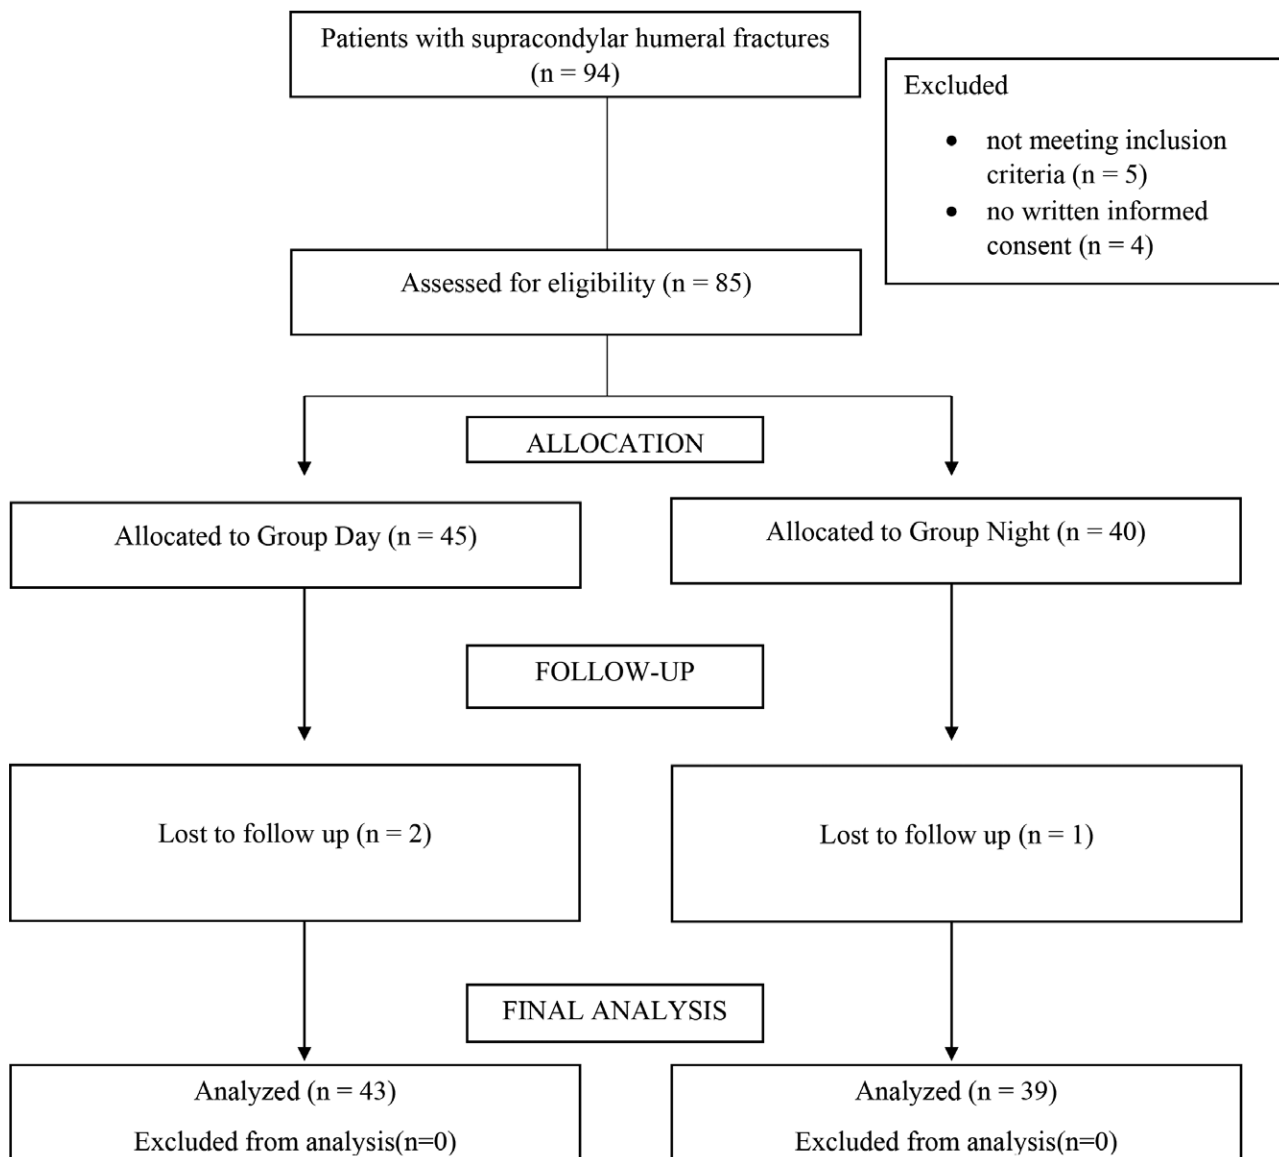 Patients with supracondylar humeral fractures
(n = 94)
Excluded
• not meeting inclusion
criteria (n = 5)
• no written informed
consent (n = 4)
Assessed for eligibility (n = 85)
ALLOCATION
Allocated to Group Day (n = 45)
Allocated to Group Night (n = 40)
FOLLOW-UP
Lost to follow up (n = 2)
Lost to follow up (n = 1)
FINAL ANALYSIS
Analyzed (n = 43)
Excluded from analysis(n=0)
Analyzed (n = 39)
Excluded from analysis(n=0)